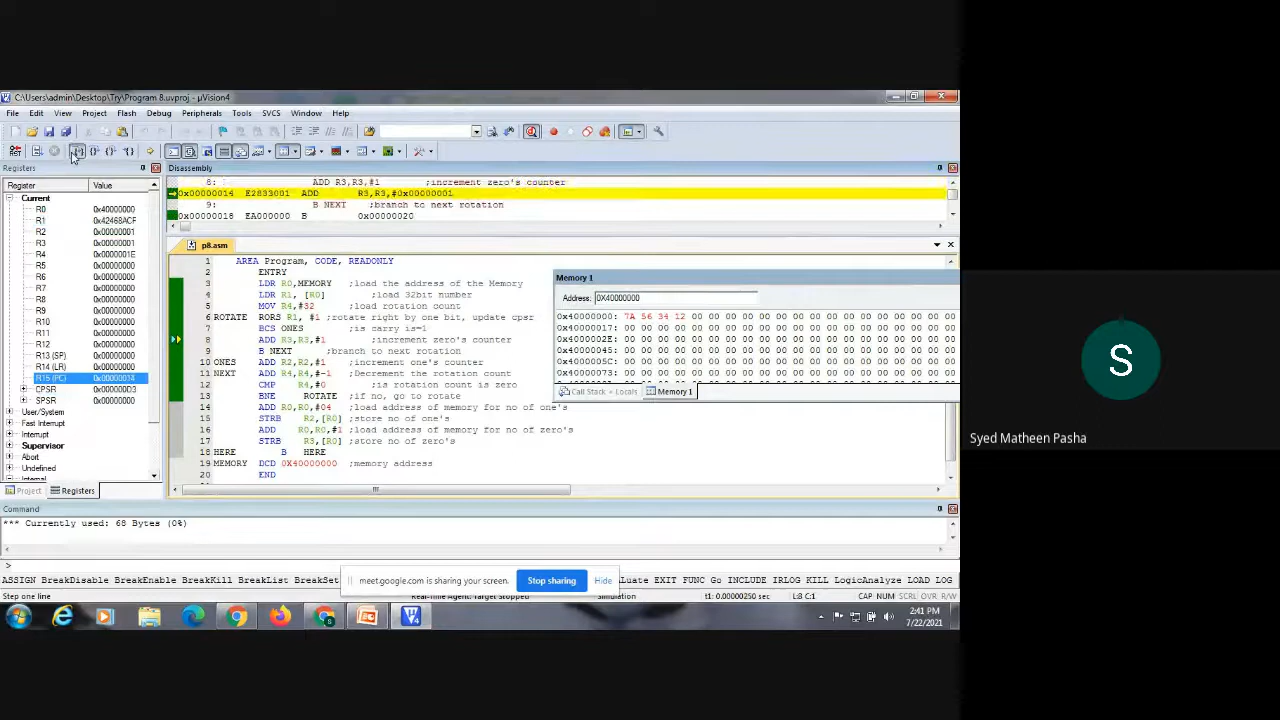 C:\Users\admin\Desktop\Try\Program 8.uvproj - µVision4
File Edit View Project Flash Debug Peripherals Tools SVCS Window Help
Registers
Register Value
Current
R0 0x40000000
R1 0x42468ACF
R2 0x00000001
R3 0x00000001
R4 0x0000001E
R5 0x00000000
R6 0x00000000
R7 0x00000000
R8 0x00000000
R9 0x00000000
R10 0x00000000
R11 0x00000000
R12 0x00000000
R13 (SP) 0x00000000
R14 (LR) 0x00000000
R15 (PC) 0x00000014
CPSR 0x000000D3
SPSR 0x00000000
User/System
Fast Interrupt
Interrupt
Supervisor
Abort
Undefined
Internal
Project Registers
Disassembly
8: ADD R3,R3,#1 ;increment zero's counter
0x00000014 E2833001 ADD R3,R3,#0x00000001
9: B NEXT ;branch to next rotation
0x00000018 EA000000 B 0x00000020
p8.asm
1 AREA Program, CODE, READONLY
2 ENTRY
3 LDR R0,MEMORY ;load the address of the Memory
4 LDR R1, [R0] ;load 32bit number
5 MOV R4,#32 ;load rotation count
6 ROTATE RORS R1, #1 ;rotate right by one bit, update cpsr
7 BCS ONES ;is carry is=1
8 ADD R3,R3,#1 ;increment zero's counter
9 B NEXT ;branch to next rotation
10 ONES ADD R2,R2,#1 ;increment one's counter
11 NEXT ADD R4,R4,#-1 ;Decrement the rotation count
12 CMP R4,#0 ;is rotation count is zero
13 BNE ROTATE ;if no, go to rotate
14 ADD R0,R0,#04 ;load address of memory for no of one's
15 STRB R2,[R0] ;store no of one's
16 ADD R0,R0,#1 ;load address of memory for no of zero's
17 STRB R3,[R0] ;store no of zero's
18 HERE B HERE
19 MEMORY DCD 0X40000000 ;memory address
20 END
Memory 1
Address: 0X40000000
0x40000000: 7A 56 34 12 00 00 00 00 00 00 00 00 00 00 00 00 00 00 00 00
0x40000017: 00 00 00 00 00 00 00 00 00 00 00 00 00 00 00 00 00 00 00 00
0x4000002E: 00 00 00 00 00 00 00 00 00 00 00 00 00 00 00 00 00 00 00 00
0x40000045: 00 00 00 00 00 00 00 00 00 00 00 00 00 00 00 00 00 00 00 00
0x4000005C: 00 00 00 00 00 00 00 00 00 00 00 00 00 00 00 00 00 00 00 00
0x40000073: 00 00 00 00 00 00 00 00 00 00 00 00 00 00 00 00 00 00 00 00
Call Stack + Locals Memory 1
Command
*** Currently used: 68 Bytes (0%)
>
ASSIGN BreakDisable BreakEnable BreakKill BreakList BreakSet EXIT FUNC Go INCLUDE IRLOG KILL LogicAnalyze LOAD LOG
meet.google.com is sharing your screen. Stop sharing Hide
Step one line Real-Time Agent: Target Stopped Simulation t1: 0.00000250 sec L:8 C:1 CAP NUM SCRL OVR R/W
2:41 PM
7/22/2021
S
Syed Matheen Pasha